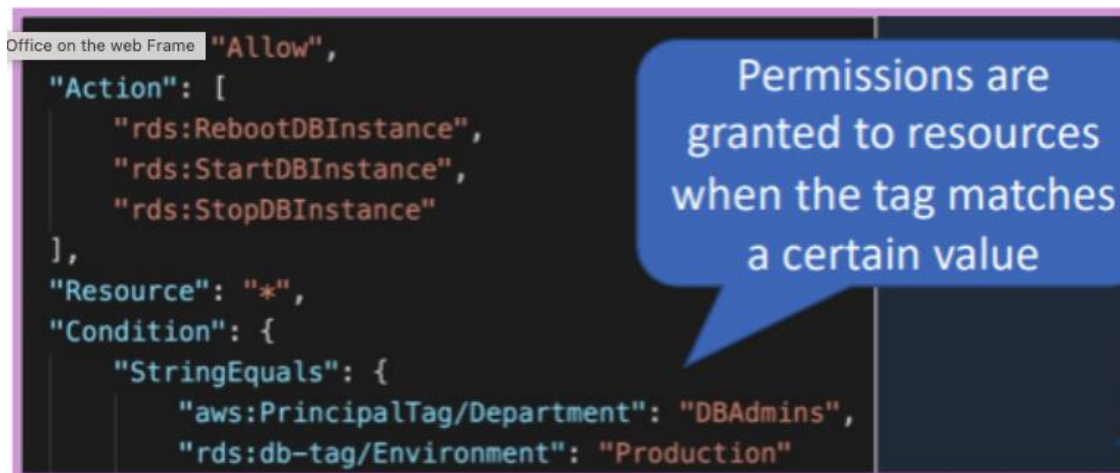 Office on the web Frame "Allow",
"Action": [
"rds:RebootDBInstance",
"rds:StartDBInstance",
"rds:StopDBInstance"
],
"Resource": "*",
"Condition": {
"StringEquals": {
"aws:PrincipalTag/Department": "DBAdmins",
"rds:db-tag/Environment": "Production"
Permissions are
granted to resources
when the tag matches
a certain value